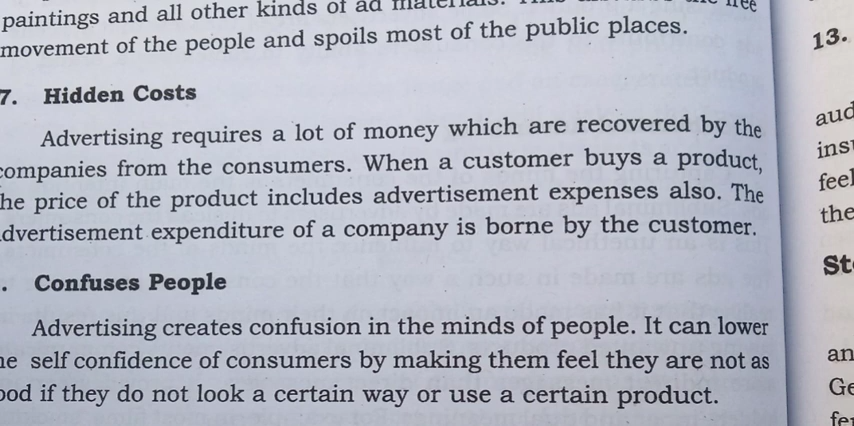 paintings and all other kinds of ad materials. the free
movement of the people and spoils most of the public places.
7. Hidden Costs
Advertising requires a lot of money which are recovered by the
companies from the consumers. When a customer buys a product,
he price of the product includes advertisement expenses also. The
dvertisement expenditure of a company is borne by the customer.
. Confuses People
Advertising creates confusion in the minds of people. It can lower
he self confidence of consumers by making them feel they are not as
ood if they do not look a certain way or use a certain product.
13.
aud
ins
feel
the
St
an
Ge
fe